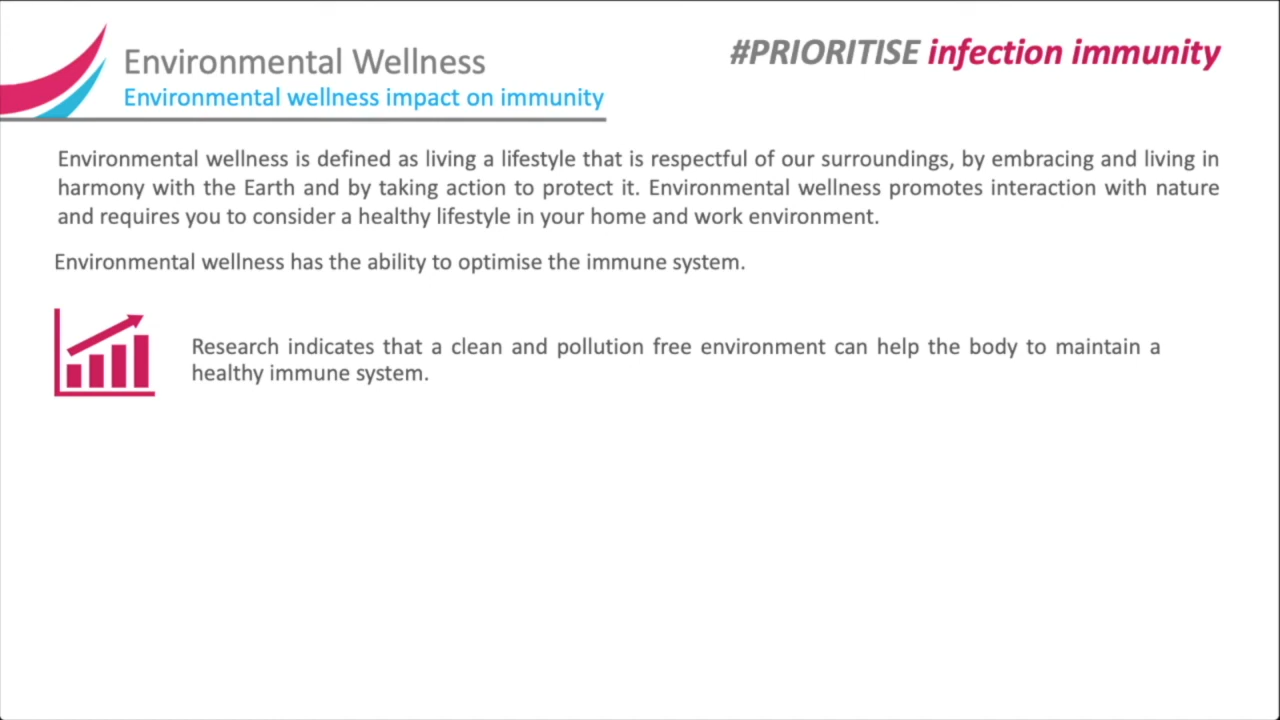 #PRIORITISE infection immunity
Environmental Wellness
Environmental wellness impact on immunity
Environmental wellness is defined as living a lifestyle that is respectful of our surroundings, by embracing and living in
harmony with the Earth and by taking action to protect it. Environmental wellness promotes interaction with nature
and requires you to consider a healthy lifestyle in your home and work environment.
Environmental wellness has the ability to optimise the immune system.
Research indicates that a clean and pollution free environment can help the body to maintain a
healthy immune system.